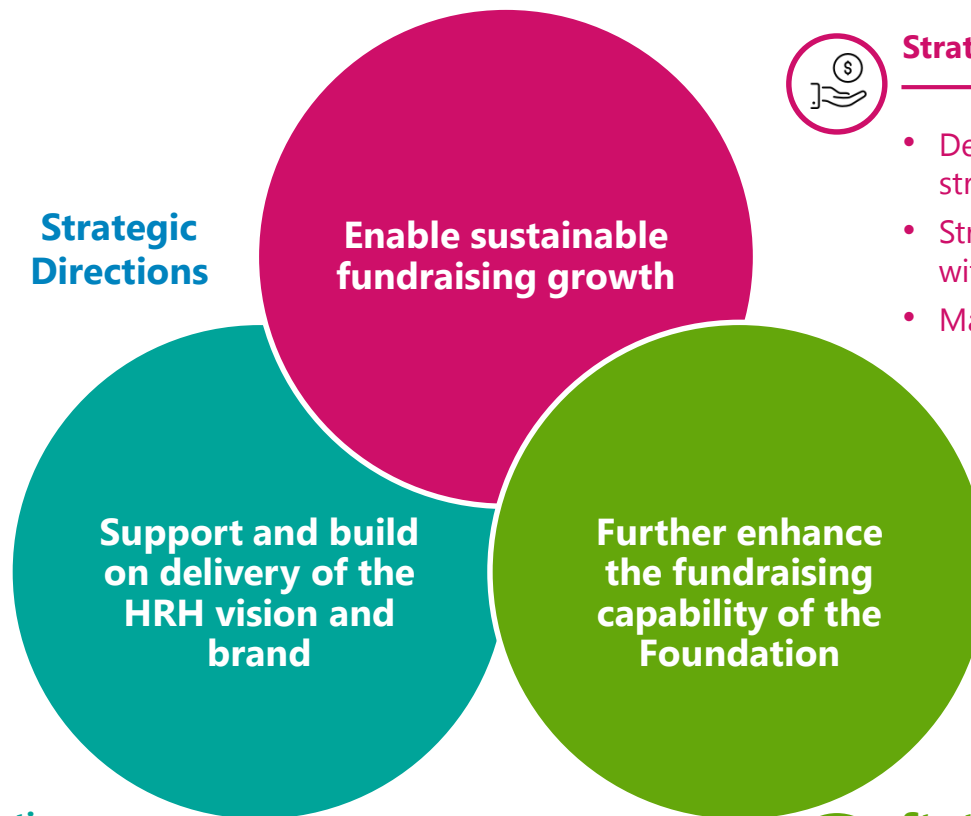 Strategic
Directions
Enable sustainable
fundraising growth
Support and build
on delivery of the
HRH vision and
brand
Further enhance
the fundraising
capability of the
Foundation
$